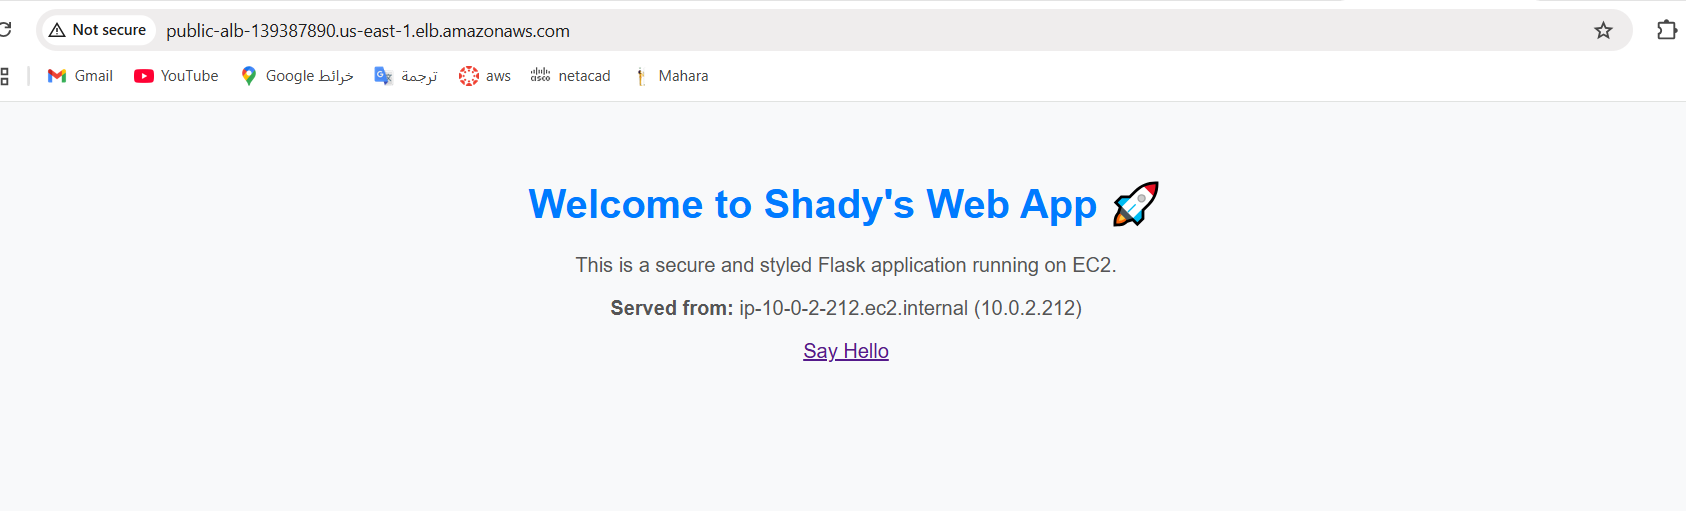 Not secure public-alb-139387890.us-east-1.elb.amazonaws.com
Gmail YouTube Google خرائط ترجمة aws netacad Mahara
Welcome to Shady's Web App 🚀
This is a secure and styled Flask application running on EC2.
Served from: ip-10-0-2-212.ec2.internal (10.0.2.212)
Say Hello